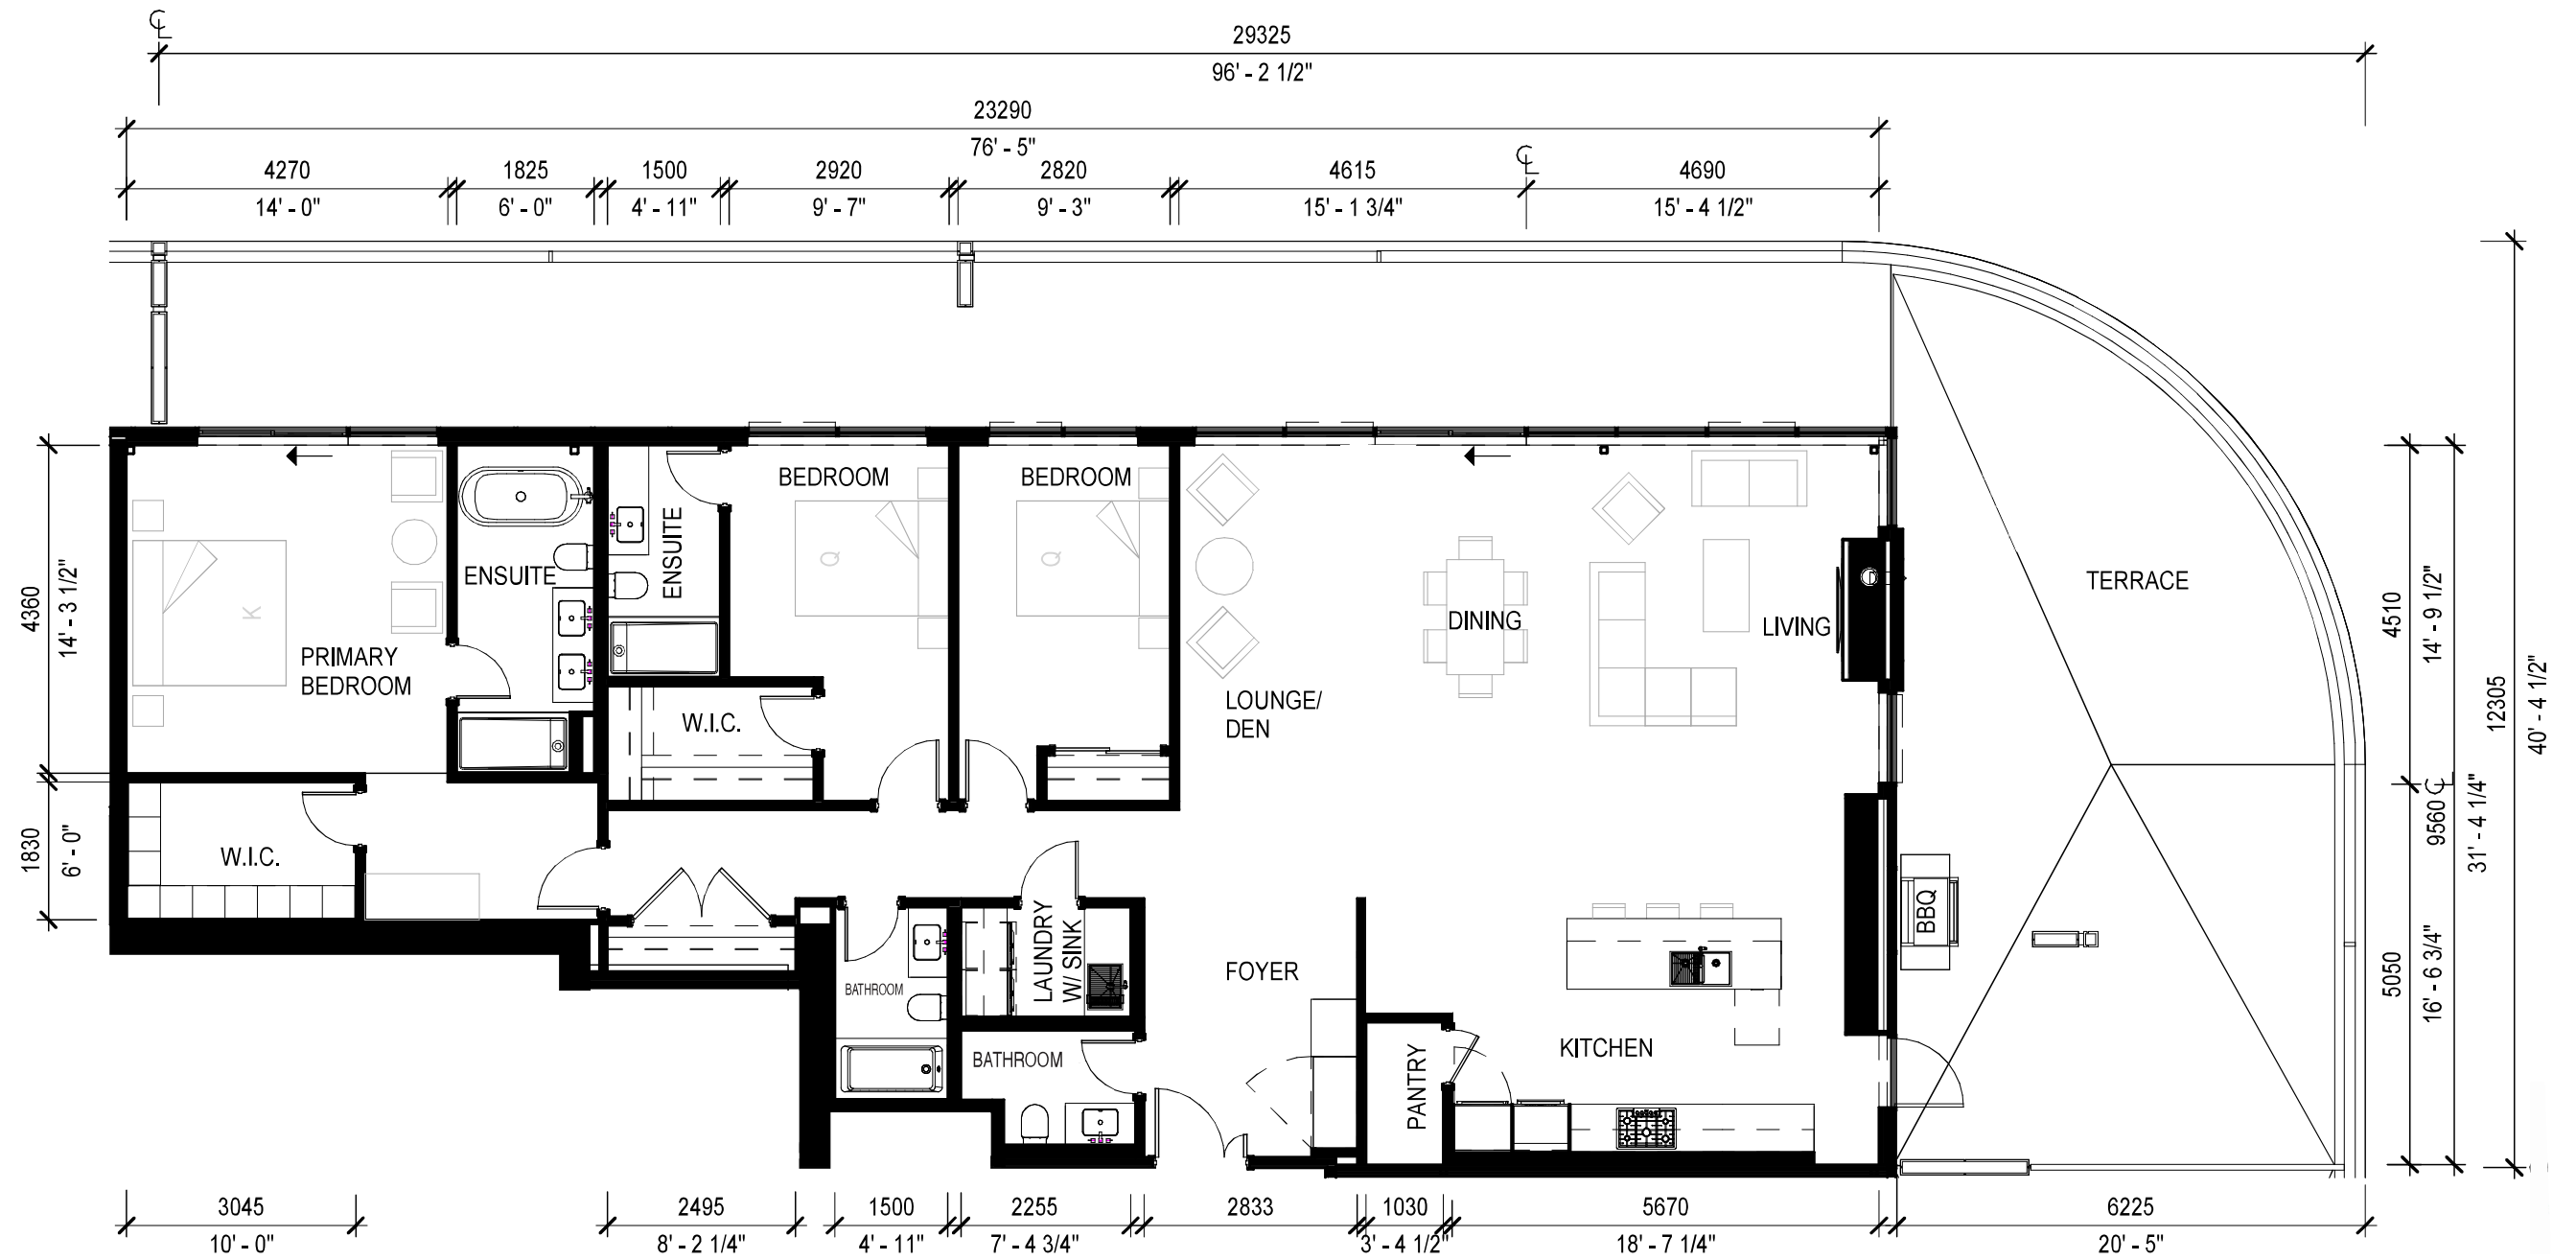 ℄
29325
96' - 2 1/2"
23290
76' - 5"
4270
1825
1500
2920
2820
4615
℄
4690
14' - 0"
6' - 0"
4' - 11"
9' - 7"
9' - 3"
15' - 1 3/4"
15' - 4 1/2"
4360
14' - 3 1/2"
1830
6' - 0"
K
PRIMARY
BEDROOM
ENSUITE
ENSUITE
BEDROOM
Q
BEDROOM
Q
W.I.C.
W.I.C.
LOUNGE/
DEN
DINING
LIVING
TERRACE
BATHROOM
LAUNDRY
W/ SINK
BATHROOM
FOYER
PANTRY
KITCHEN
BBQ
4510
14' - 9 1/2"
℄
5050
16' - 6 3/4"
9560
31' - 4 1/4"
12305
40' - 4 1/2"
3045
2495
1500
2255
2833
1030
5670
6225
10' - 0"
8' - 2 1/4"
4' - 11"
7' - 4 3/4"
3' - 4 1/2"
18' - 7 1/4"
20' - 5"